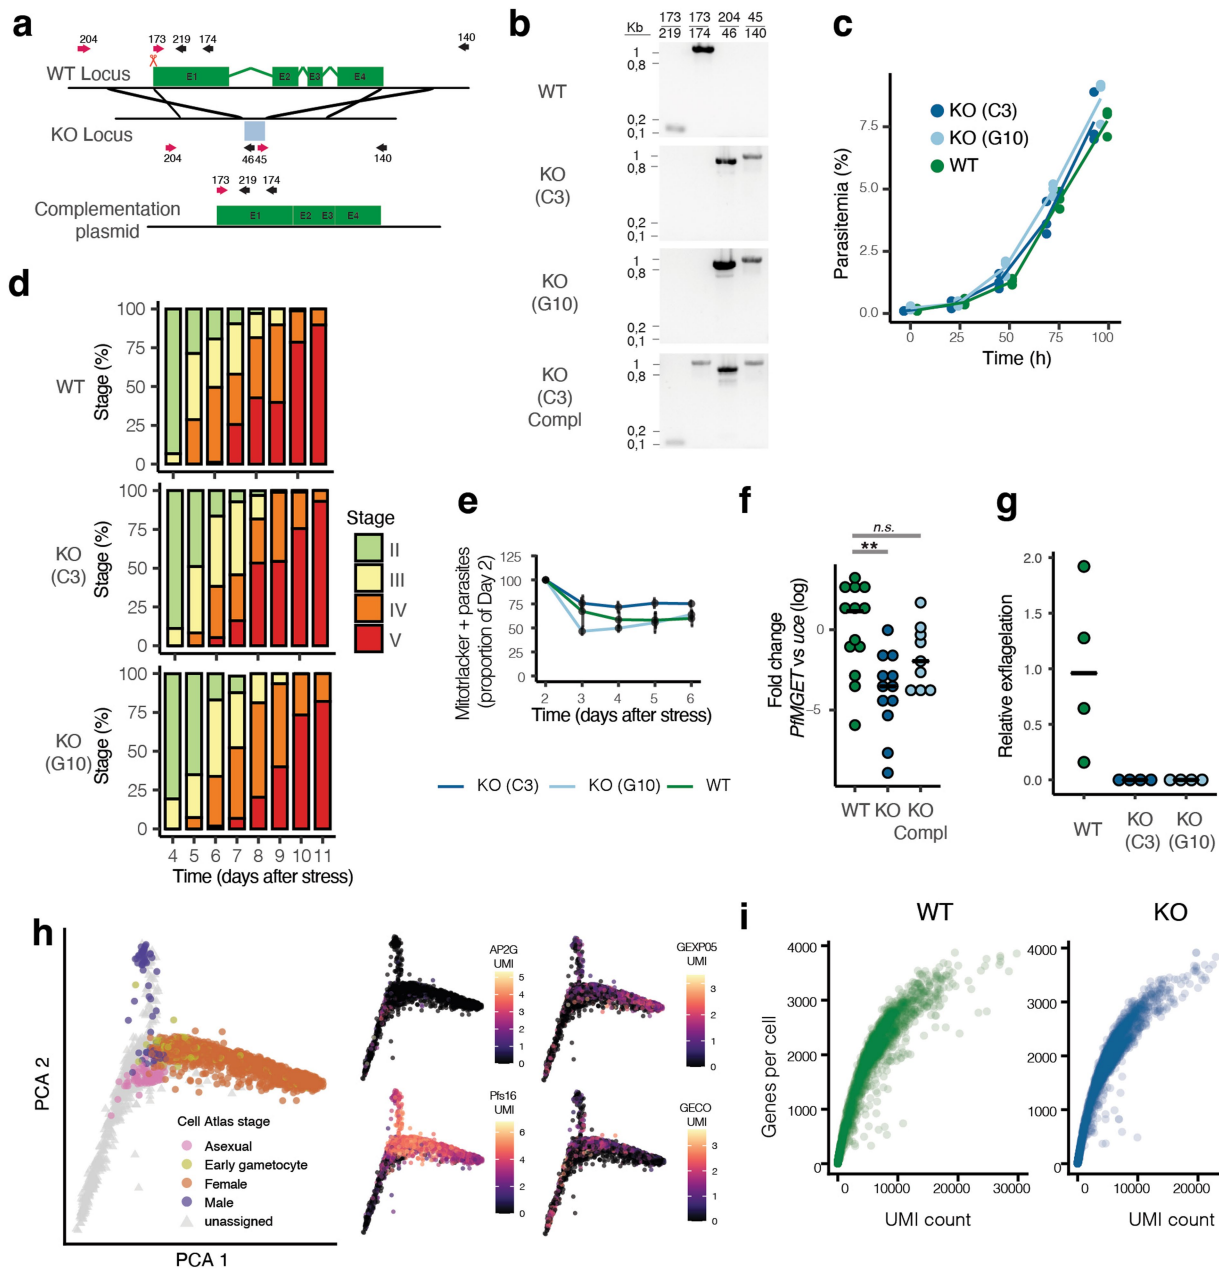 a
204
173
219
174
140
WT Locus
E1
E2
E3
E4
KO Locus
204
46
45
140
173
219
174
Complementation
plasmid
E1
E2
E3
E4
b
173
173
204
45
Kb
219
174
46
140
WT
1
0,8
0,2
0,1
KO
(C3)
1
0,8
0,2
0,1
KO
(G10)
1
0,8
0,2
0,1
KO
(C3)
Compl
1
0,8
0,2
0,1
c
Parasitemia (%)
7.5
5.0
2.5
0.0
KO (C3)
KO (G10)
WT
0
25
50
75
100
Time (h)
d
WT
Stage (%)
100
75
50
25
0
KO
(C3)
Stage (%)
100
75
50
25
0
KO
(G10)
Stage (%)
100
75
50
25
0
4 5 6 7 8 9 10 11
Time (days after stress)
Stage
II
III
IV
V
e
Mitotrlacker + parasites
(proportion of Day 2)
125
100
75
50
25
0
2 3 4 5 6
Time (days after stress)
KO (C3)
KO (G10)
WT
f
n.s.
**
Fold change
PfMGET vs uce (log)
0
−5
WT KO KO
Compl
g
Relative exflagelation
2.0
1.5
1.0
0.5
0.0
WT
KO
(C3)
KO
(G10)
h
PCA 2
PCA 1
Cell Atlas stage
Asexual
Early gametocyte
Female
Male
unassigned
AP2G
UMI
5
4
3
2
1
0
GEXP05
UMI
3
2
1
0
Pfs16
UMI
6
4
2
0
GECO
UMI
3
2
1
0
i
WT
Genes per cell
4000
3000
2000
1000
0
0
10000
20000
30000
UMI count
KO
4000
3000
2000
1000
0
0
10000
20000
UMI count